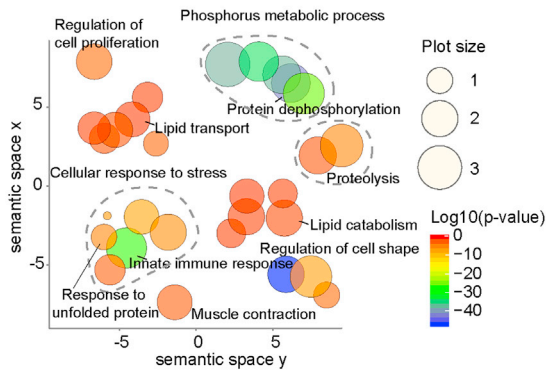 Regulation of
cell proliferation
Phosphorus metabolic process
Plot size
1
2
3
Protein dephosphorylation
Lipid transport
Proteolysis
Cellular response to stress
Lipid catabolism
Log10(p-value)
0
−10
−20
−30
−40
Regulation of cell shape
Innate immune response
Response to
unfolded protein
Muscle contraction
semantic space x
5
0
-5
-5
0
5
semantic space y